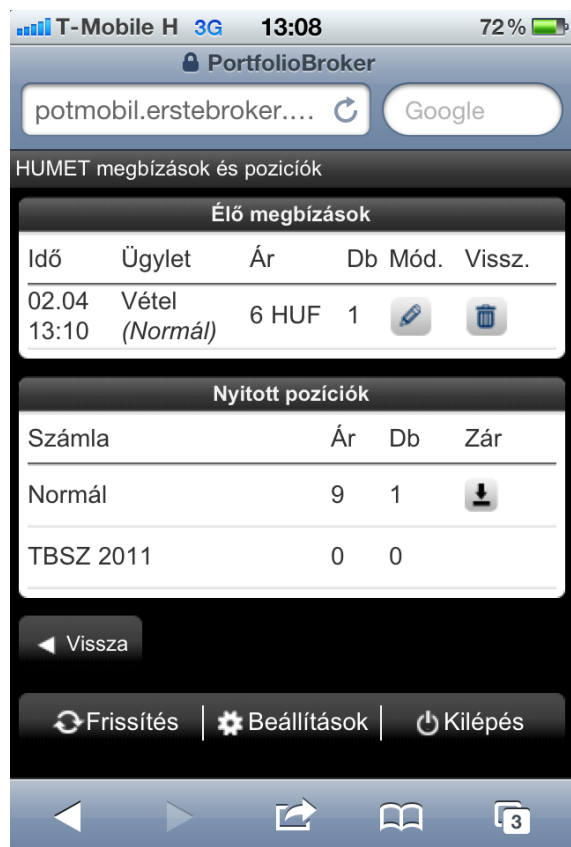 T-Mobile H 3G 13:08 72%
PortfolioBroker
potmobil.erstebroker.... Google
HUMET megbízások és poziciók
Élő megbízások
Idő Ügylet Ár Db Mód. Vissz.
02.04 Vétel
13:10 (Normál) 6 HUF 1
Nyitott pozíciók
Számla Ár Db Zár
Normál 9 1
TBSZ 2011 0 0
Vissza
Frissítés Beállítások Kilépés
3